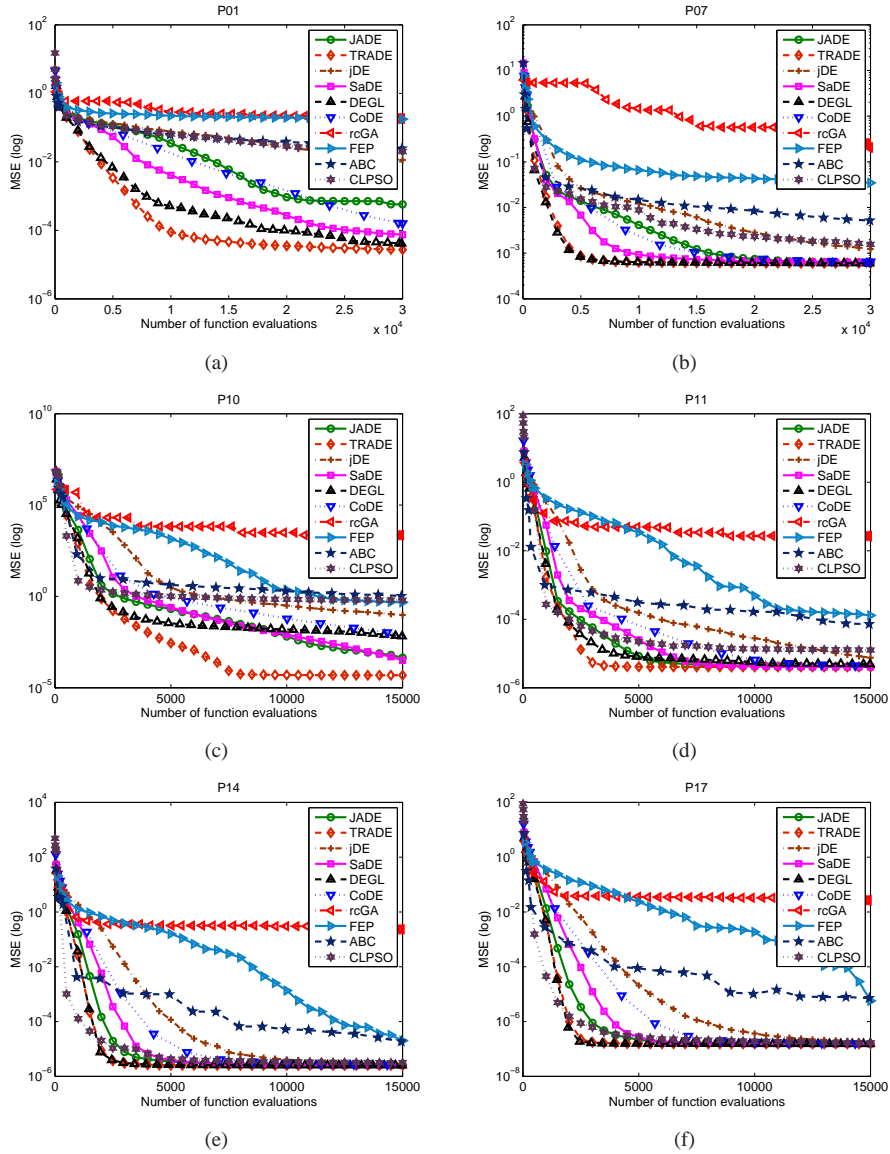 P01
MSE (log)
10^2
10^0
10^−2
10^−4
10^−6
0
0.5
1
1.5
2
2.5
3
x 10^4
Number of function evaluations
JADE
TRADE
jDE
SaDE
DEGL
CoDE
rcGA
FEP
ABC
CLPSO
(a)
P07
MSE (log)
10^2
10^1
10^0
10^−1
10^−2
10^−3
10^−4
0
0.5
1
1.5
2
2.5
3
x 10^4
Number of function evaluations
JADE
TRADE
jDE
SaDE
DEGL
CoDE
rcGA
FEP
ABC
CLPSO
(b)
P10
MSE (log)
10^10
10^5
10^0
10^−5
0
5000
10000
15000
Number of function evaluations
JADE
TRADE
jDE
SaDE
DEGL
CoDE
rcGA
FEP
ABC
CLPSO
(c)
P11
MSE (log)
10^2
10^0
10^−2
10^−4
10^−6
0
5000
10000
15000
Number of function evaluations
JADE
TRADE
jDE
SaDE
DEGL
CoDE
rcGA
FEP
ABC
CLPSO
(d)
P14
MSE (log)
10^4
10^2
10^0
10^−2
10^−4
10^−6
0
5000
10000
15000
Number of function evaluations
JADE
TRADE
jDE
SaDE
DEGL
CoDE
rcGA
FEP
ABC
CLPSO
(e)
P17
MSE (log)
10^2
10^0
10^−2
10^−4
10^−6
10^−8
0
5000
10000
15000
Number of function evaluations
JADE
TRADE
jDE
SaDE
DEGL
CoDE
rcGA
FEP
ABC
CLPSO
(f)